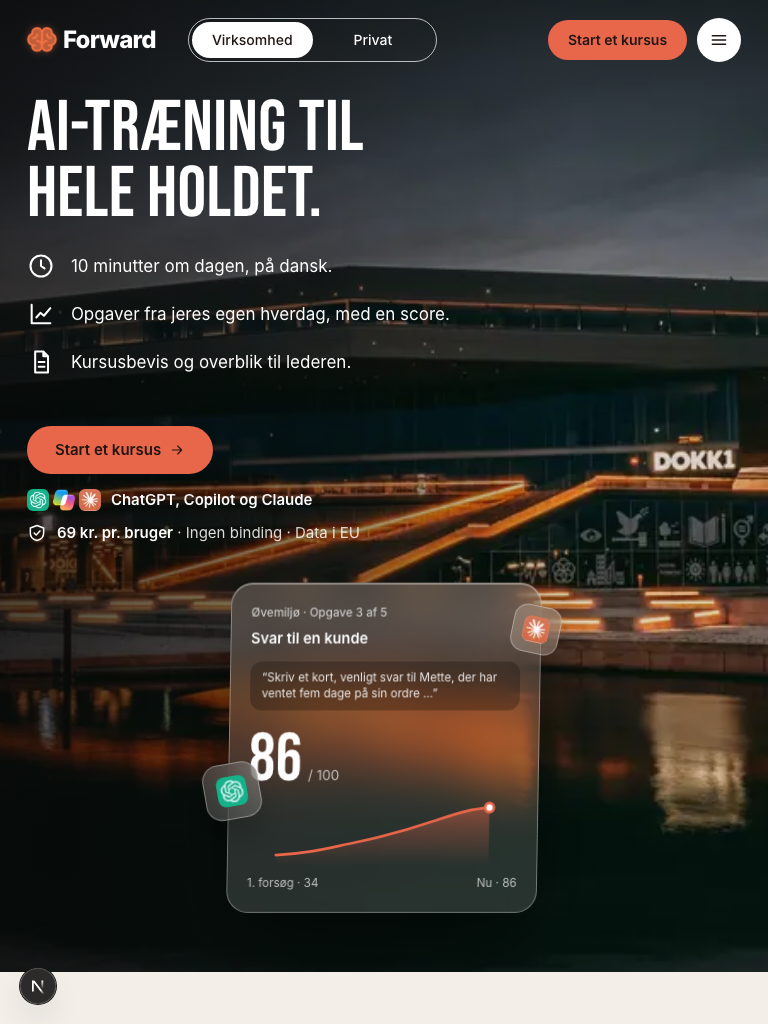 Forward
Virksomhed
Privat
Start et kursus
AI-TRÆNING TIL
HELE HOLDET.
10 minutter om dagen, på dansk.
Opgaver fra jeres egen hverdag, med en score.
Kursusbevis og overblik til lederen.
Start et kursus →
DOKK1
ChatGPT, Copilot og Claude
69 kr. pr. bruger · Ingen binding · Data i EU
Øvemiljø · Opgave 3 af 5
Svar til en kunde
“Skriv et kort, venligt svar til Mette, der har
ventet fem dage på sin ordre ...”
86 / 100
1. forsøg · 34
Nu · 86
N